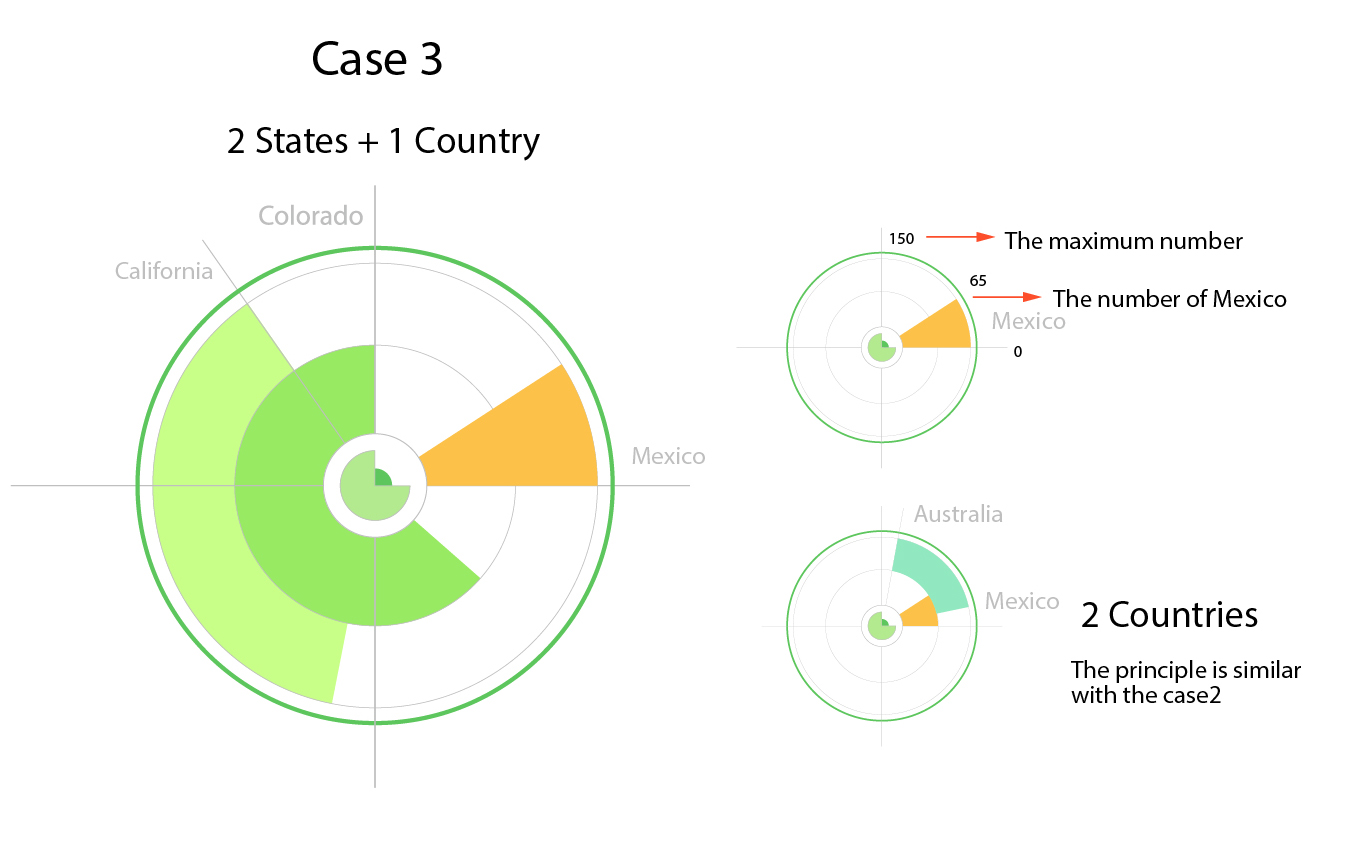 Case 3
2 States + 1 Country
Colorado
California
Mexico
150
The maximum number
65
The number of Mexico
Mexico
0
Australia
Mexico
2 Countries
The principle is similar
with the case2